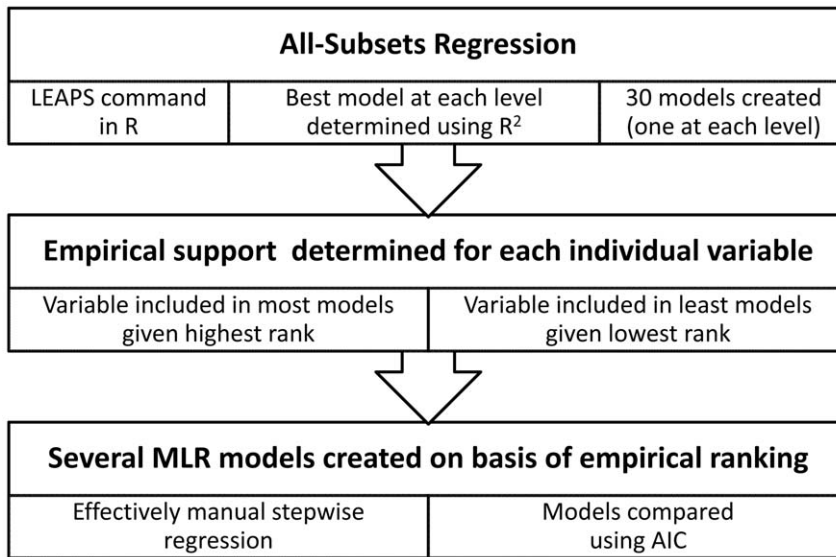 All-Subsets Regression
LEAPS command
in R
Best model at each level
determined using R²
30 models created
(one at each level)
Empirical support determined for each individual variable
Variable included in most models
given highest rank
Variable included in least models
given lowest rank
Several MLR models created on basis of empirical ranking
Effectively manual stepwise
regression
Models compared
using AIC